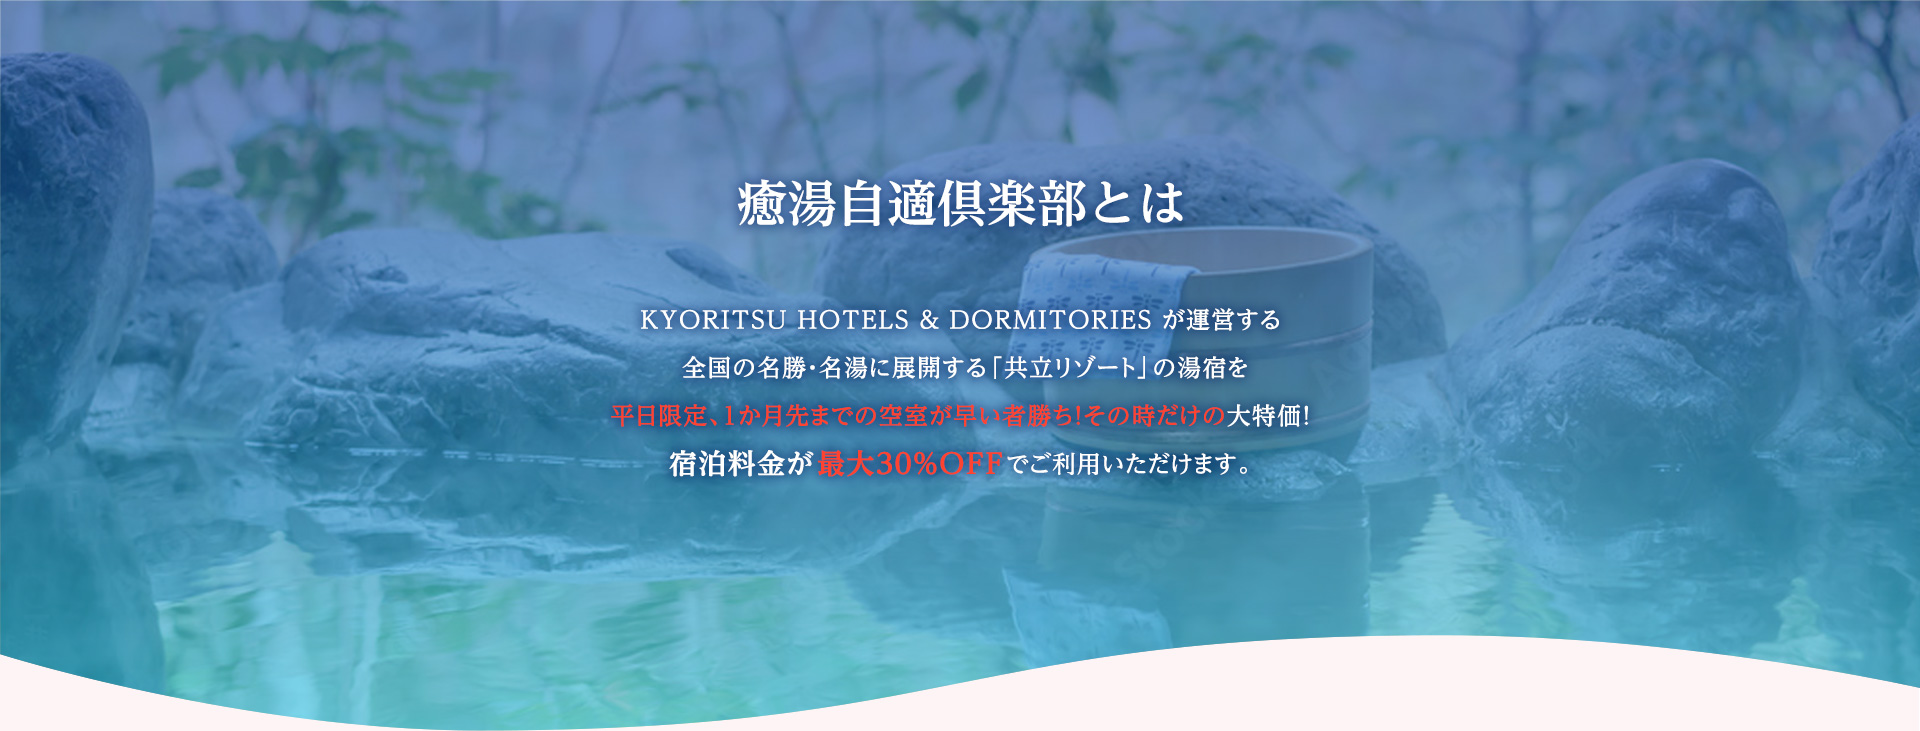 癒湯自適倶楽部とは
KYORITSU HOTELS & DORMITORIES が運営する
全国の名勝・名湯に展開する「共立リゾート」の湯宿を
平日限定、1か月先までの空室が早い者勝ち!その時だけの大特価!
宿泊料金が最大30%OFFでご利用いただけます。